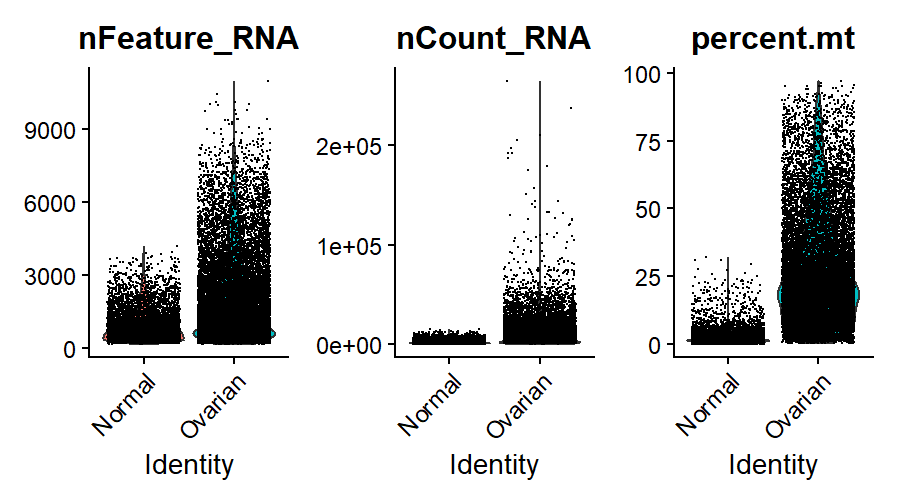 nFeature_RNA
9000
6000
3000
0
Normal
Ovarian
Identity
nCount_RNA
2e+05
1e+05
0e+00
Normal
Ovarian
Identity
percent.mt
100
75
50
25
0
Normal
Ovarian
Identity